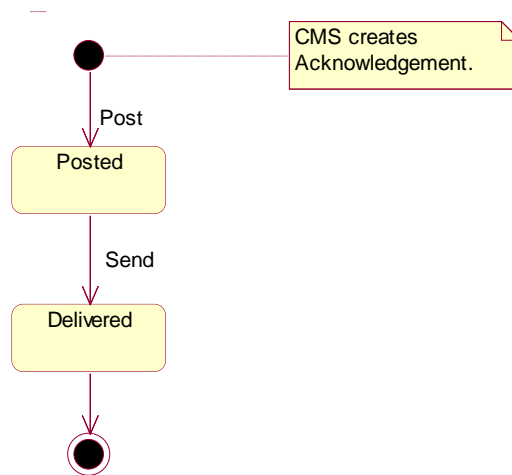 CMS creates
Acknowledgement.
Post
Posted
Send
Delivered